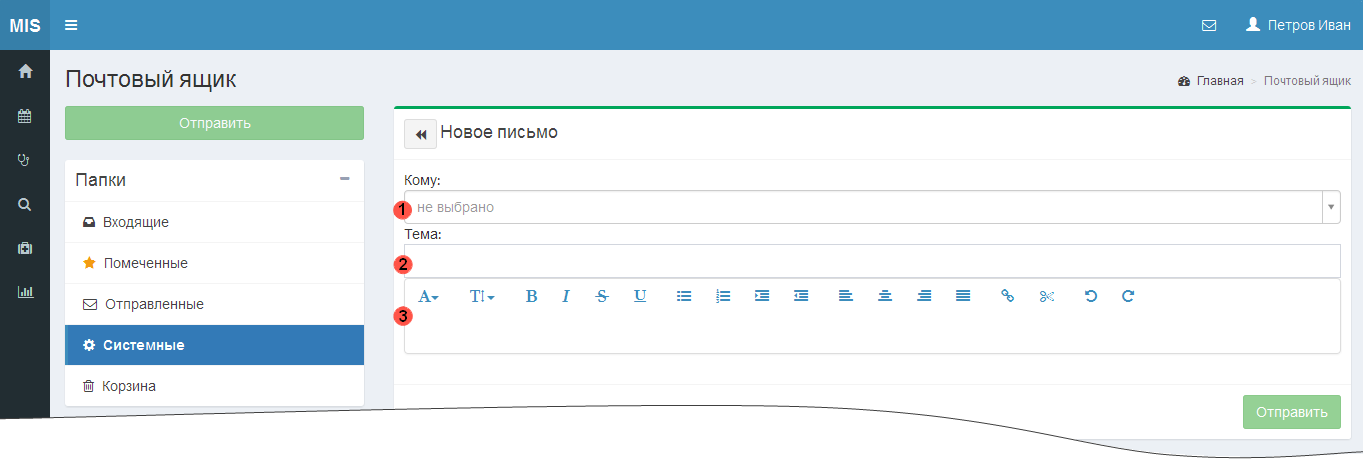 MIS
Петров Иван
Почтовый ящик
Главная > Почтовый ящик
Отправить
Папки
Входящие
Помеченные
Отправленные
Системные
Корзина
Новое письмо
Кому:
1 не выбрано
Тема:
2
A T B I S U
3
Отправить